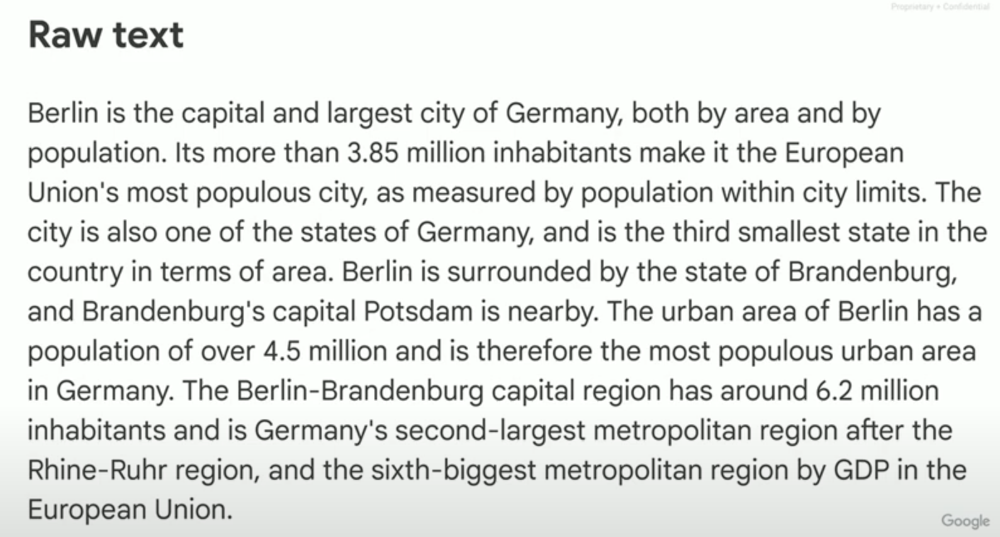 Proprietary + Confidential
Raw text
Berlin is the capital and largest city of Germany, both by area and by
population. Its more than 3.85 million inhabitants make it the European
Union's most populous city, as measured by population within city limits. The
city is also one of the states of Germany, and is the third smallest state in the
country in terms of area. Berlin is surrounded by the state of Brandenburg,
and Brandenburg's capital Potsdam is nearby. The urban area of Berlin has a
population of over 4.5 million and is therefore the most populous urban area
in Germany. The Berlin-Brandenburg capital region has around 6.2 million
inhabitants and is Germany's second-largest metropolitan region after the
Rhine-Ruhr region, and the sixth-biggest metropolitan region by GDP in the
European Union.
Google